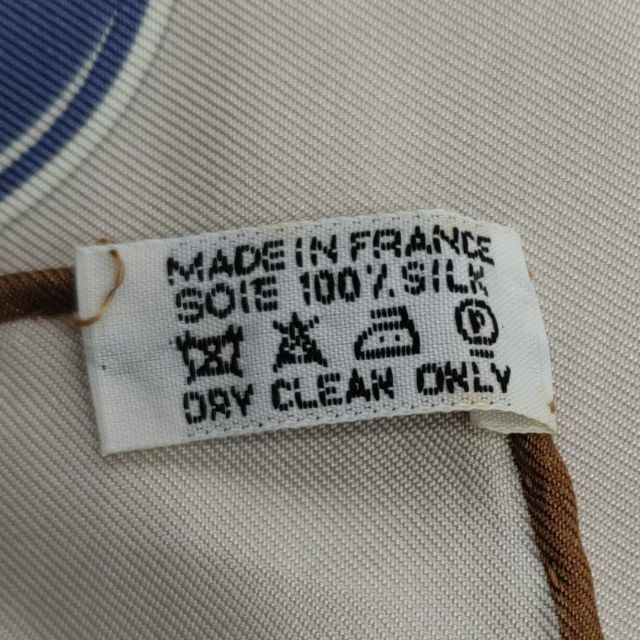 MADE IN FRANCE
SOIE 100% SILK
P
DRY CLEAN ONLY